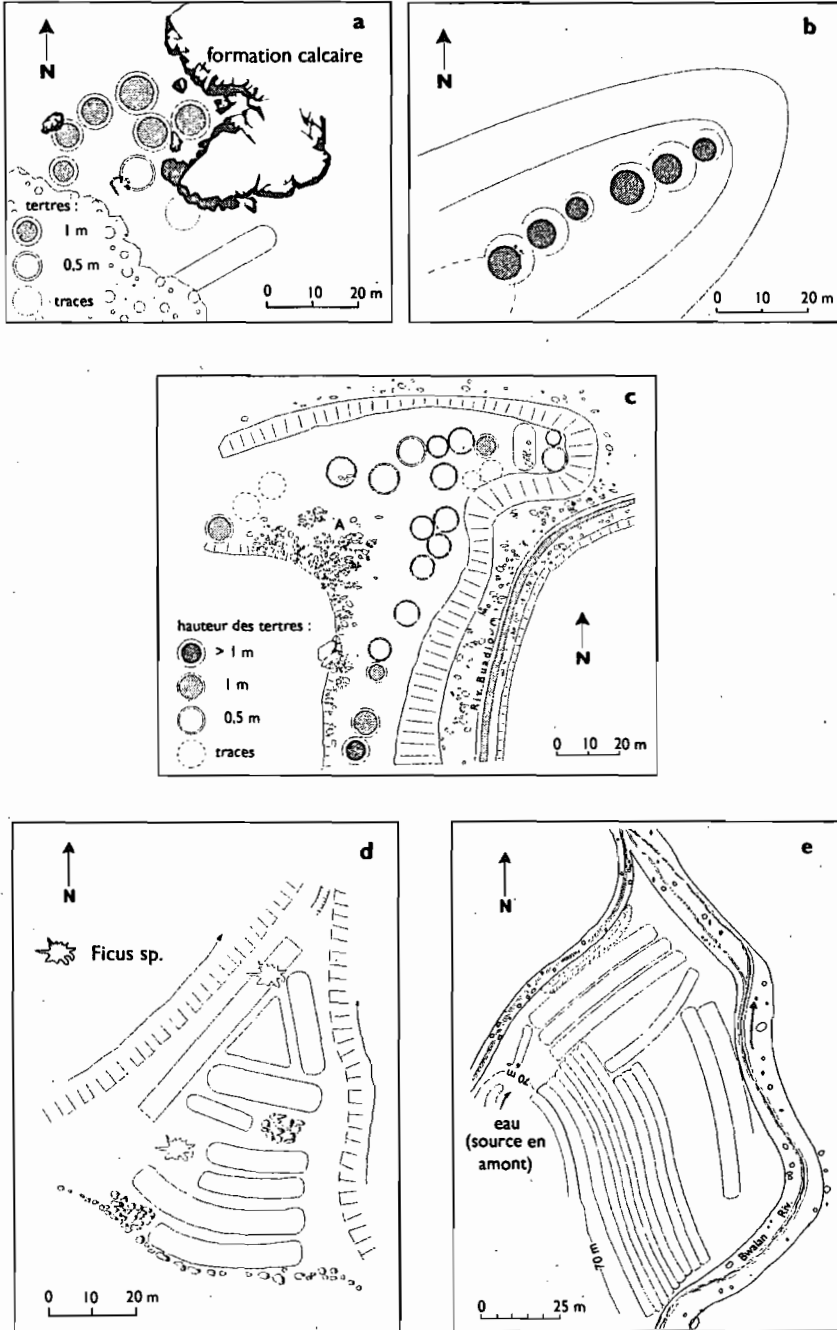 a
N
formation calcaire
tertres :
1 m
0,5 m
traces
0 10 20 m
b
N
0 10 20 m
c
A
hauteur des tertres :
> 1 m
1 m
0,5 m
traces
Riv. Buadio
N
0 10 20 m
d
N
Ficus sp.
0 10 20 m
e
N
70 m
eau
(source en
amont)
70 m
Bwalan Riv.
0 25 m